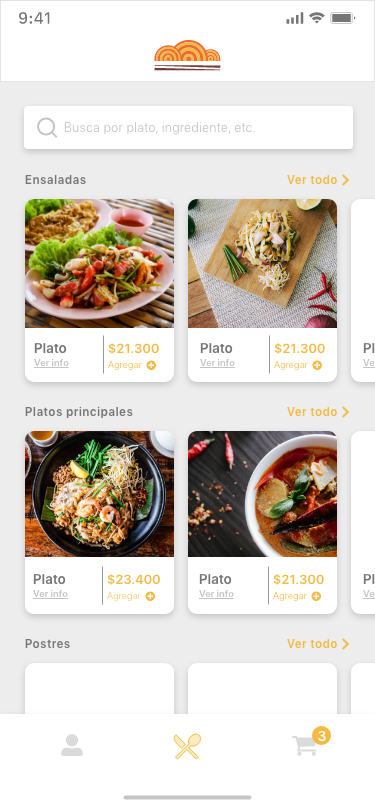 9:41
Busca por plato, ingrediente, etc.
Ensaladas Ver todo
Plato $21.300 Plato $21.300
Ver info Agregar Ver info Agregar
Platos principales Ver todo
Plato $23.400 Plato $21.300
Ver info Agregar Ver info Agregar
Postres Ver todo
3